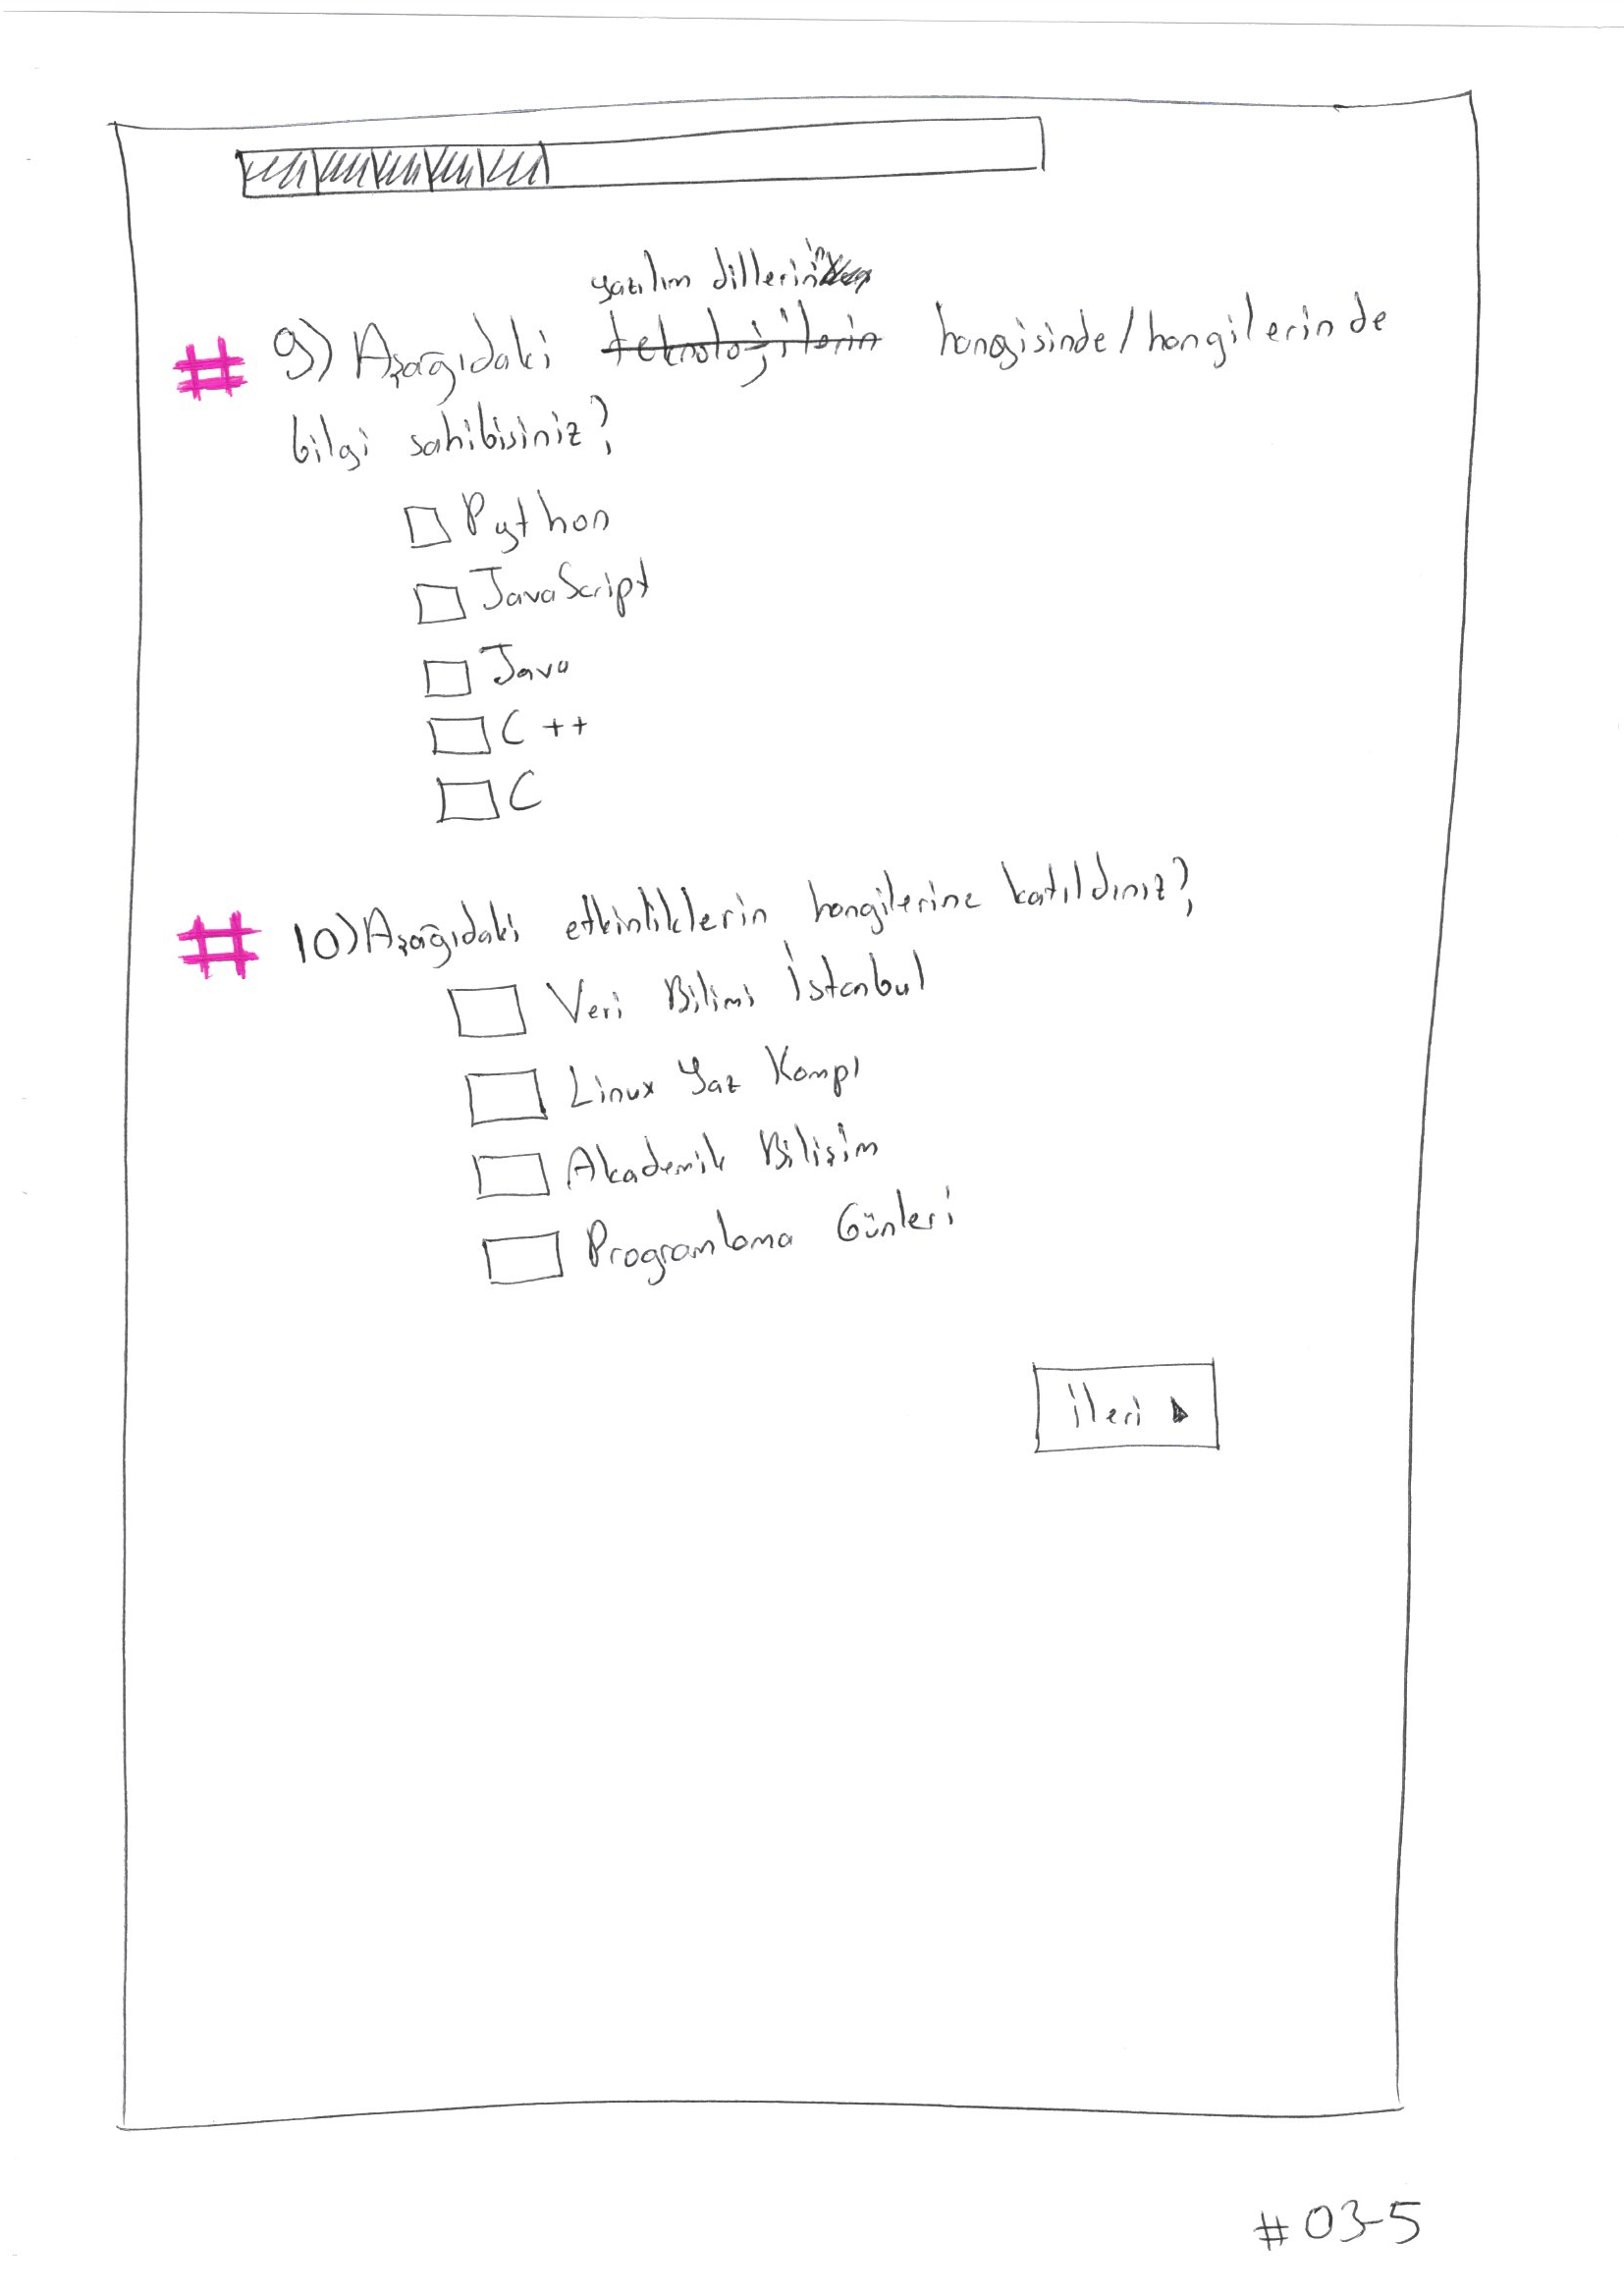 yazılım dillerinin
# 9) Aşağıdaki teknolojilerin hangisinde/hangilerinde
bilgi sahibisiniz?
Python
JavaScript
Java
C ++
C
# 10) Aşağıdaki etkinliklerin hangilerine katıldınız?
Veri Bilimi İstanbul
Linux Yaz Kampı
Akademik Bilişim
Programlama Günleri
İleri
#03-5